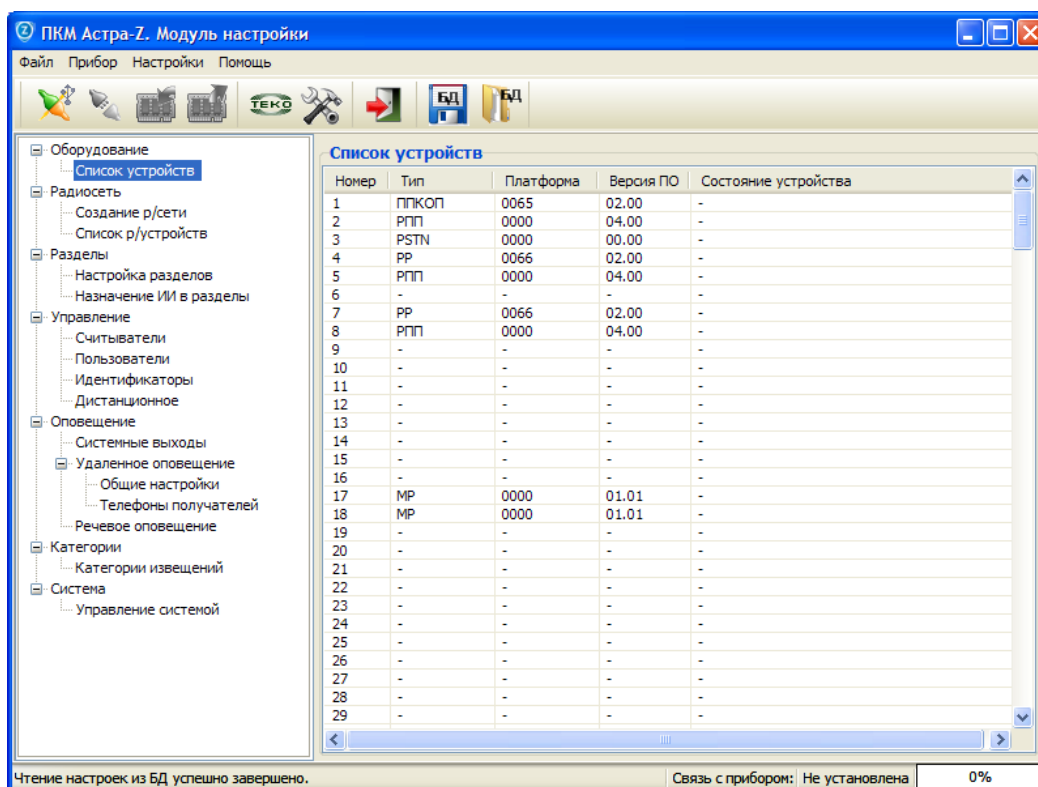 ПКМ Астра-Z. Модуль настройки
Файл Прибор Настройки Помощь
ТЕКО БД БД
Оборудование
Список устройств
Радиосеть
Создание р/сети
Список р/устройств
Разделы
Настройка разделов
Назначение ИИ в разделы
Управление
Считыватели
Пользователи
Идентификаторы
Дистанционное
Оповещение
Системные выходы
Удаленное оповещение
Общие настройки
Телефоны получателей
Речевое оповещение
Категории
Категории извещений
Система
Управление системой
Список устройств
Номер Тип Платформа Версия ПО Состояние устройства
1 ППКОП 0065 02.00 -
2 РПП 0000 04.00 -
3 PSTN 0000 00.00 -
4 РР 0066 02.00 -
5 РПП 0000 04.00 -
6 - - - -
7 РР 0066 02.00 -
8 РПП 0000 04.00 -
9 - - - -
10 - - - -
11 - - - -
12 - - - -
13 - - - -
14 - - - -
15 - - - -
16 - - - -
17 МР 0000 01.01 -
18 МР 0000 01.01 -
19 - - - -
20 - - - -
21 - - - -
22 - - - -
23 - - - -
24 - - - -
25 - - - -
26 - - - -
27 - - - -
28 - - - -
29 - - - -
Чтение настроек из БД успешно завершено. Связь с прибором: Не установлена 0%